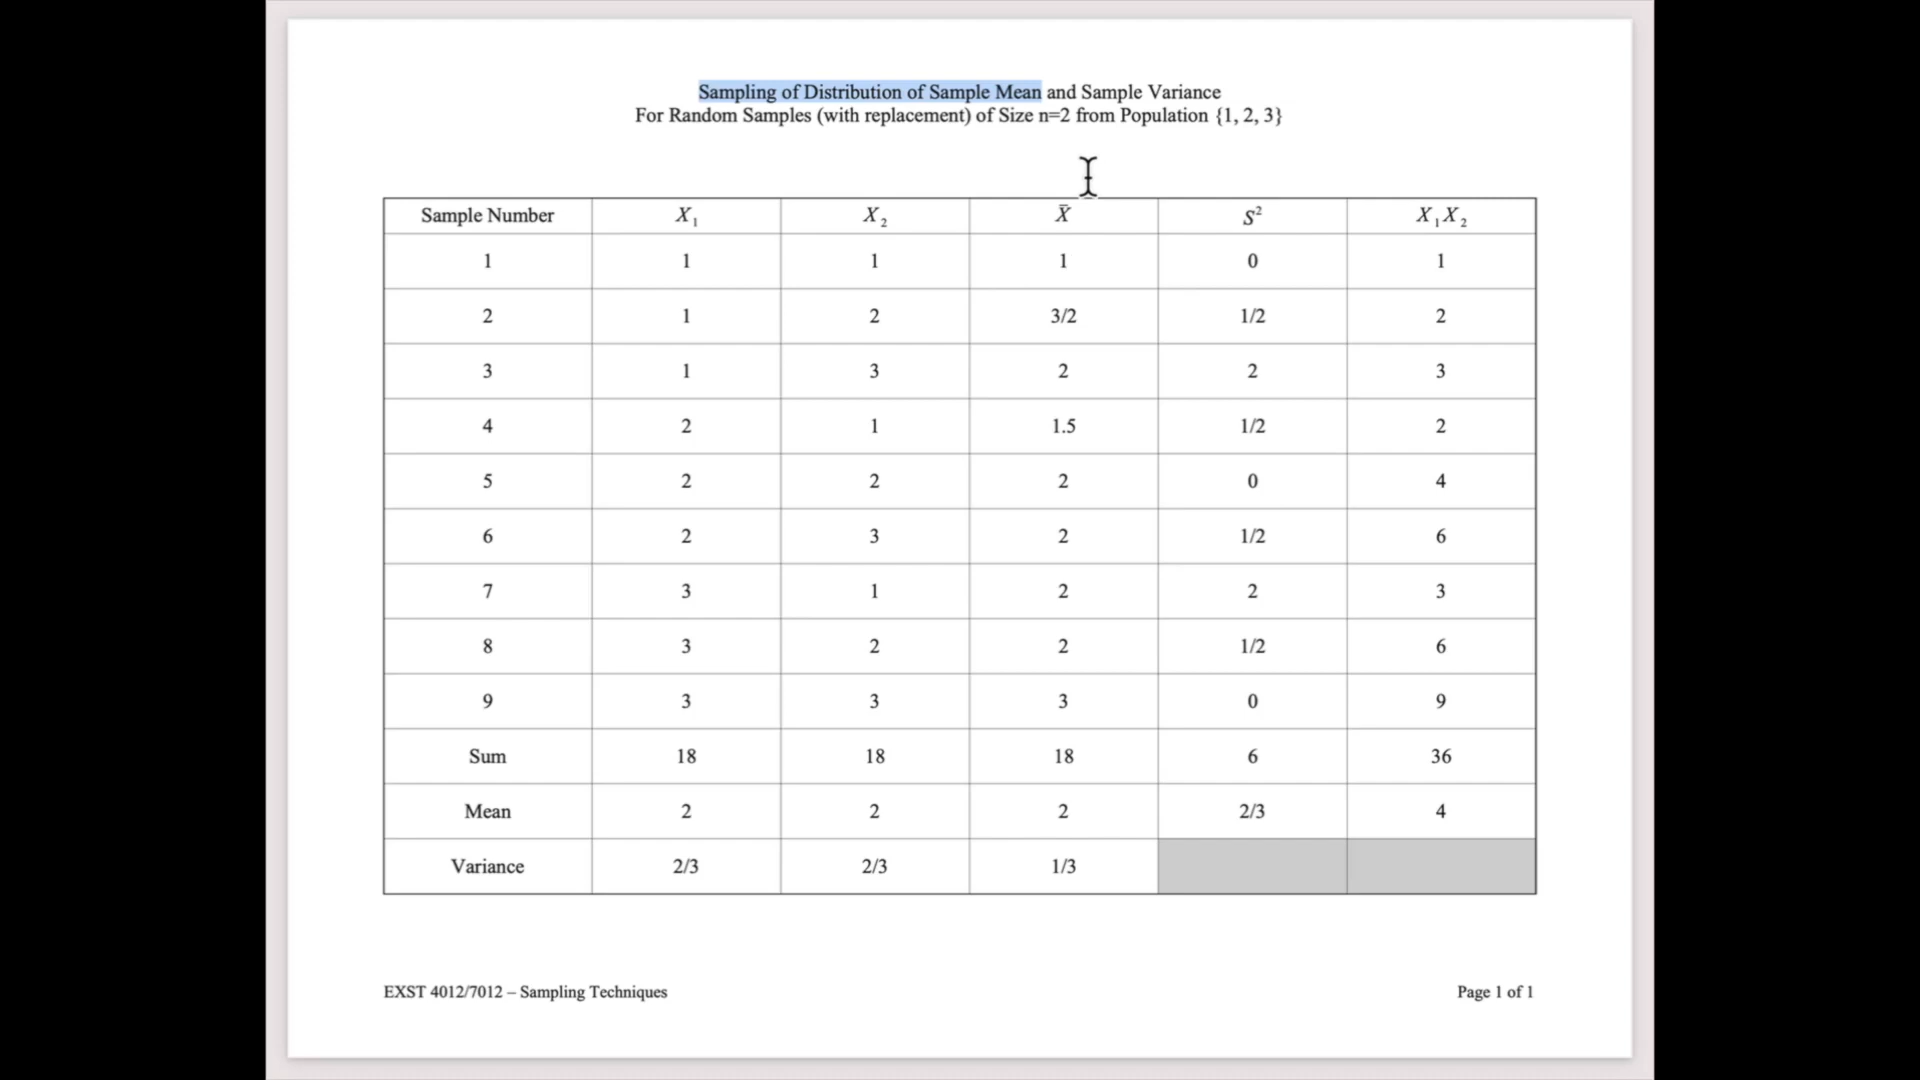 Sampling of Distribution of Sample Mean and Sample Variance
For Random Samples (with replacement) of Size n=2 from Population {1, 2, 3}
Sample Number X₁ X₂ X̄ S² X₁X₂
1 1 1 1 0 1
2 1 2 3/2 1/2 2
3 1 3 2 2 3
4 2 1 1.5 1/2 2
5 2 2 2 0 4
6 2 3 2 1/2 6
7 3 1 2 2 3
8 3 2 2 1/2 6
9 3 3 3 0 9
Sum 18 18 18 6 36
Mean 2 2 2 2/3 4
Variance 2/3 2/3 1/3
EXST 4012/7012 – Sampling Techniques Page 1 of 1